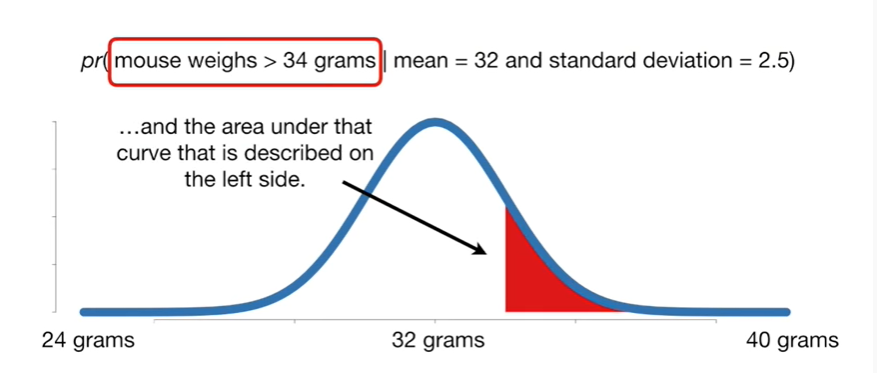 pr(mouse weighs > 34 grams | mean = 32 and standard deviation = 2.5)
…and the area under that
curve that is described on
the left side.
24 grams
32 grams
40 grams